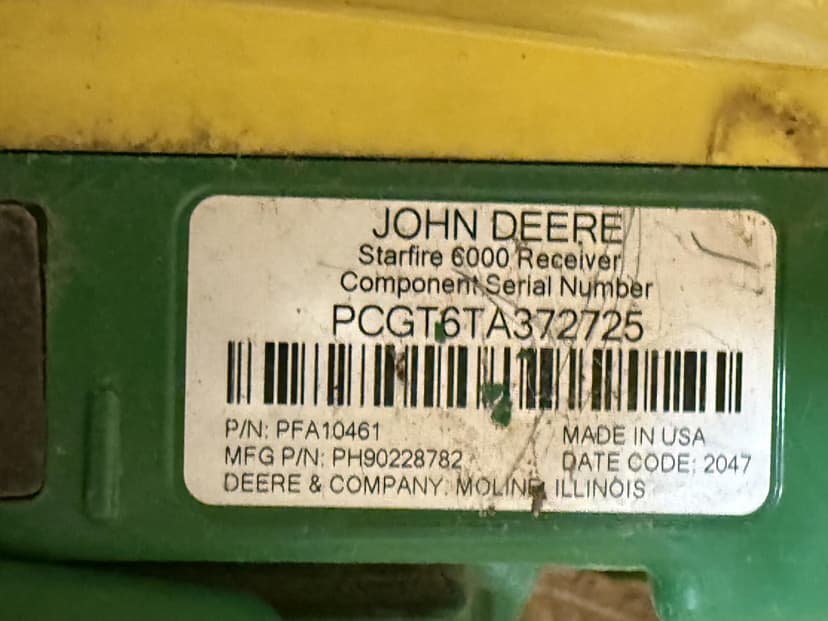 JOHN DEERE
Starfire 6000 Receiver
Component Serial Number
PCGT6TA372725
P/N: PFA10461
MADE IN USA
MFG P/N: PH90228782
DATE CODE: 2047
DEERE & COMPANY, MOLINE, ILLINOIS